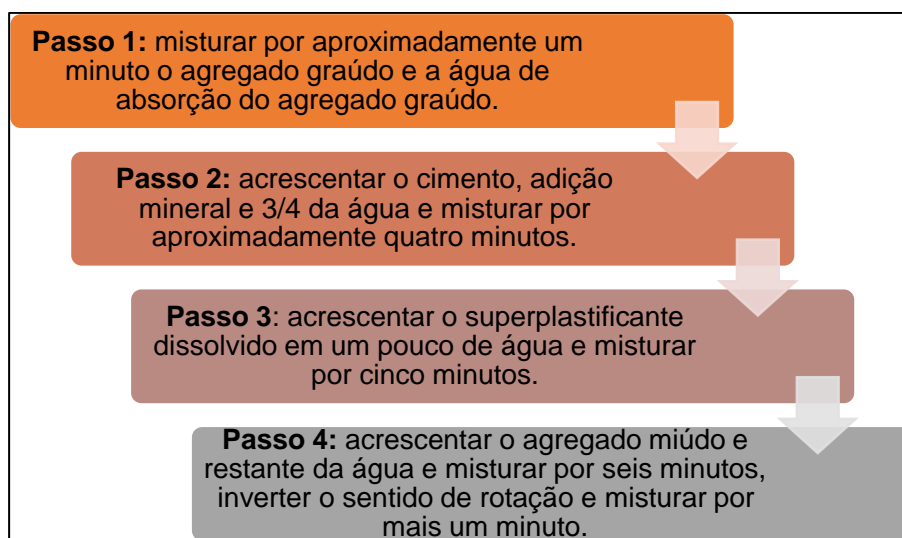 Passo 1: misturar por aproximadamente um
minuto o agregado graúdo e a água de
absorção do agregado graúdo.
Passo 2: acrescentar o cimento, adição
mineral e 3/4 da água e misturar por
aproximadamente quatro minutos.
Passo 3: acrescentar o superplastificante
dissolvido em um pouco de água e misturar
por cinco minutos.
Passo 4: acrescentar o agregado miúdo e
restante da água e misturar por seis minutos,
inverter o sentido de rotação e misturar por
mais um minuto.